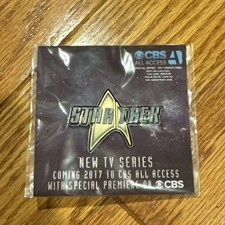 CBS
ALL ACCESS
STAR TREK
NEW TV SERIES
COMING 2017 TO CBS ALL ACCESS
WITH SPECIAL PREMIERE ON CBS